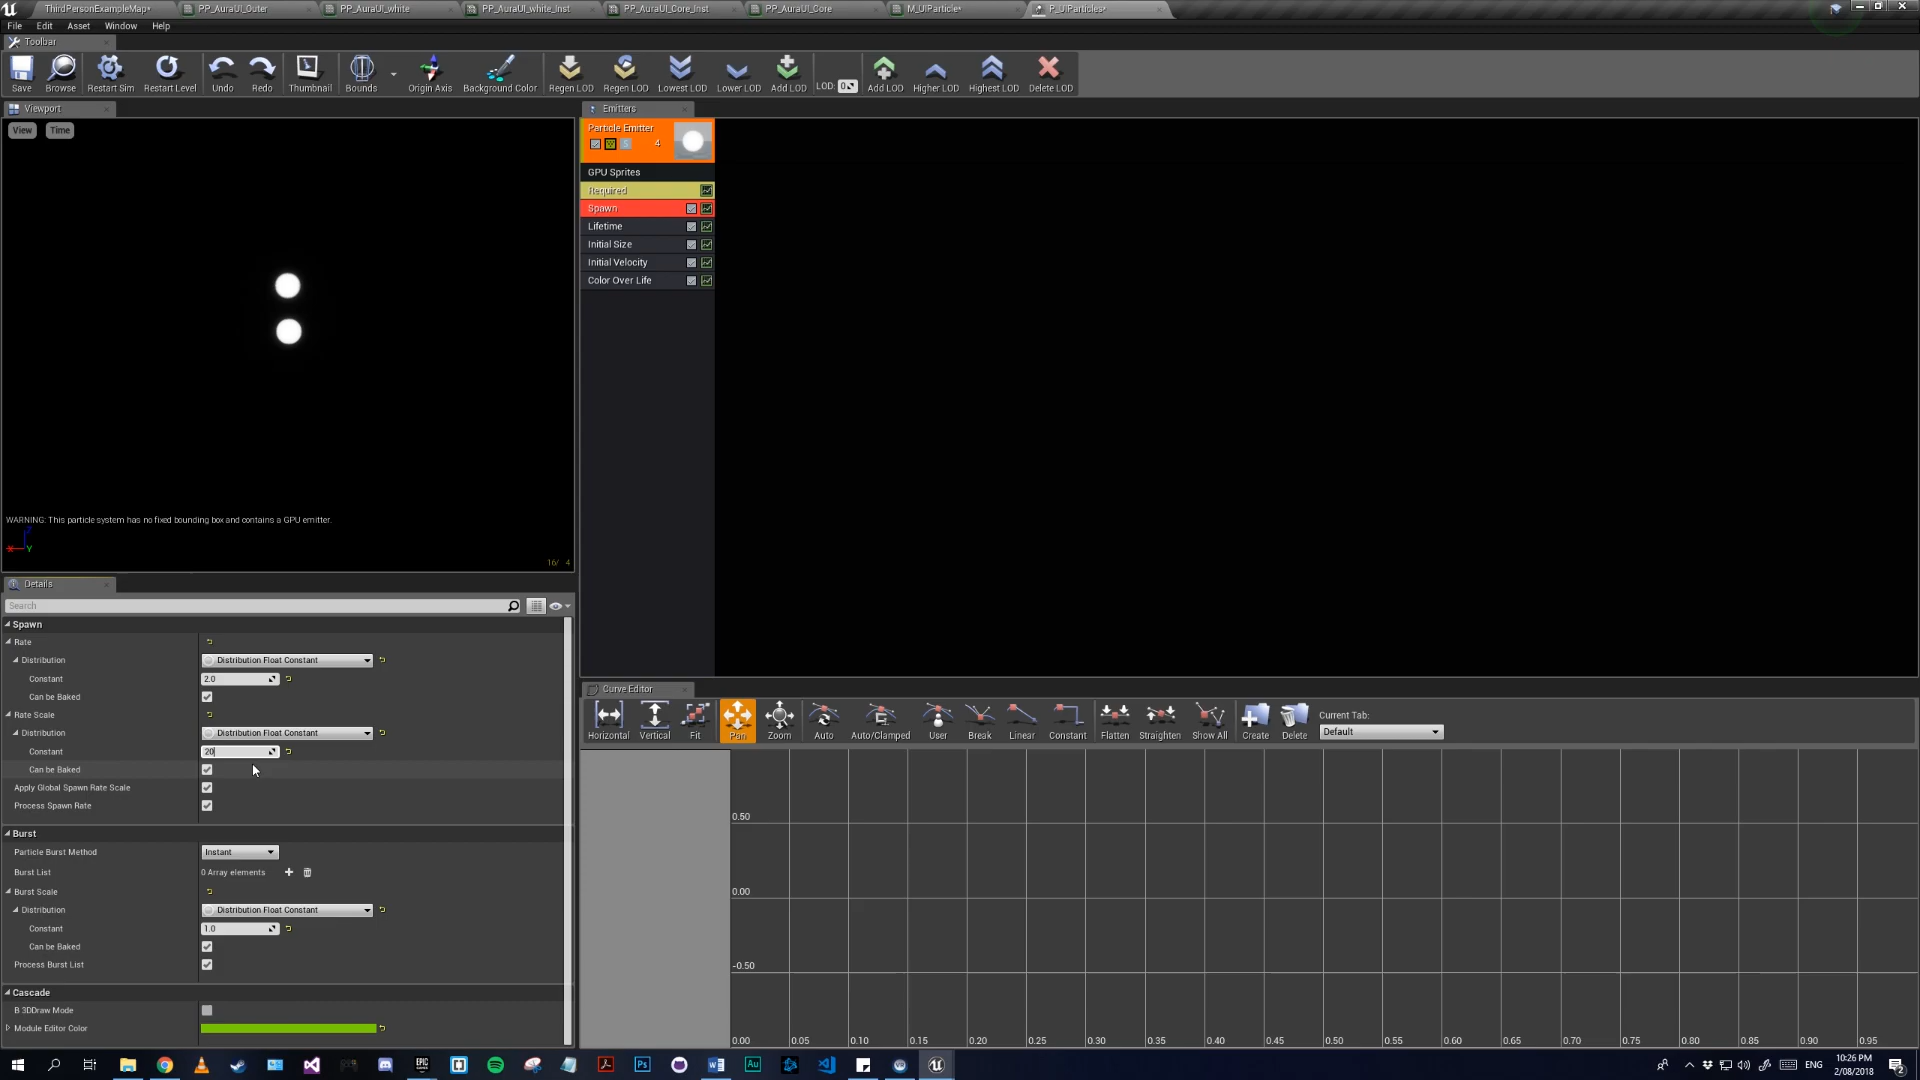 ThirdPersonExampleMap*
PP_AuraUI_Outer
PP_AuraUI_white
PP_AuraUI_white_Inst
PP_AuraUI_Core_Inst
PP_AuraUI_Core
M_UIParticle*
P_UIParticles*
File Edit Asset Window Help
Toolbar
Save Browse Restart Sim Restart Level Undo Redo Thumbnail Bounds Origin Axis Background Color Regen LOD Regen LOD Lowest LOD Lower LOD Add LOD LOD: 0 Add LOD Higher LOD Highest LOD Delete LOD
Viewport
View Time
WARNING: This particle system has no fixed bounding box and contains a GPU emitter.
X Y
16/ 4
Emitters
Particle Emitter
S 4
GPU Sprites
Required
Spawn
Lifetime
Initial Size
Initial Velocity
Color Over Life
Details
Search
Spawn
Rate
Distribution Distribution Float Constant
Constant 2.0
Can be Baked
Rate Scale
Distribution Distribution Float Constant
Constant 20
Can be Baked
Apply Global Spawn Rate Scale
Process Spawn Rate
Burst
Particle Burst Method Instant
Burst List 0 Array elements
Burst Scale
Distribution Distribution Float Constant
Constant 1.0
Can be Baked
Process Burst List
Cascade
B 3DDraw Mode
Module Editor Color
Curve Editor
Horizontal Vertical Fit Pan Zoom Auto Auto/Clamped User Break Linear Constant Flatten Straighten Show All Create Delete
Current Tab:
Default
0.50
0.00
-0.50
0.00 0.05 0.10 0.15 0.20 0.25 0.30 0.35 0.40 0.45 0.50 0.55 0.60 0.65 0.70 0.75 0.80 0.85 0.90 0.95
EPIC
Ps
Au
ENG
10:26 PM
2/08/2018
2